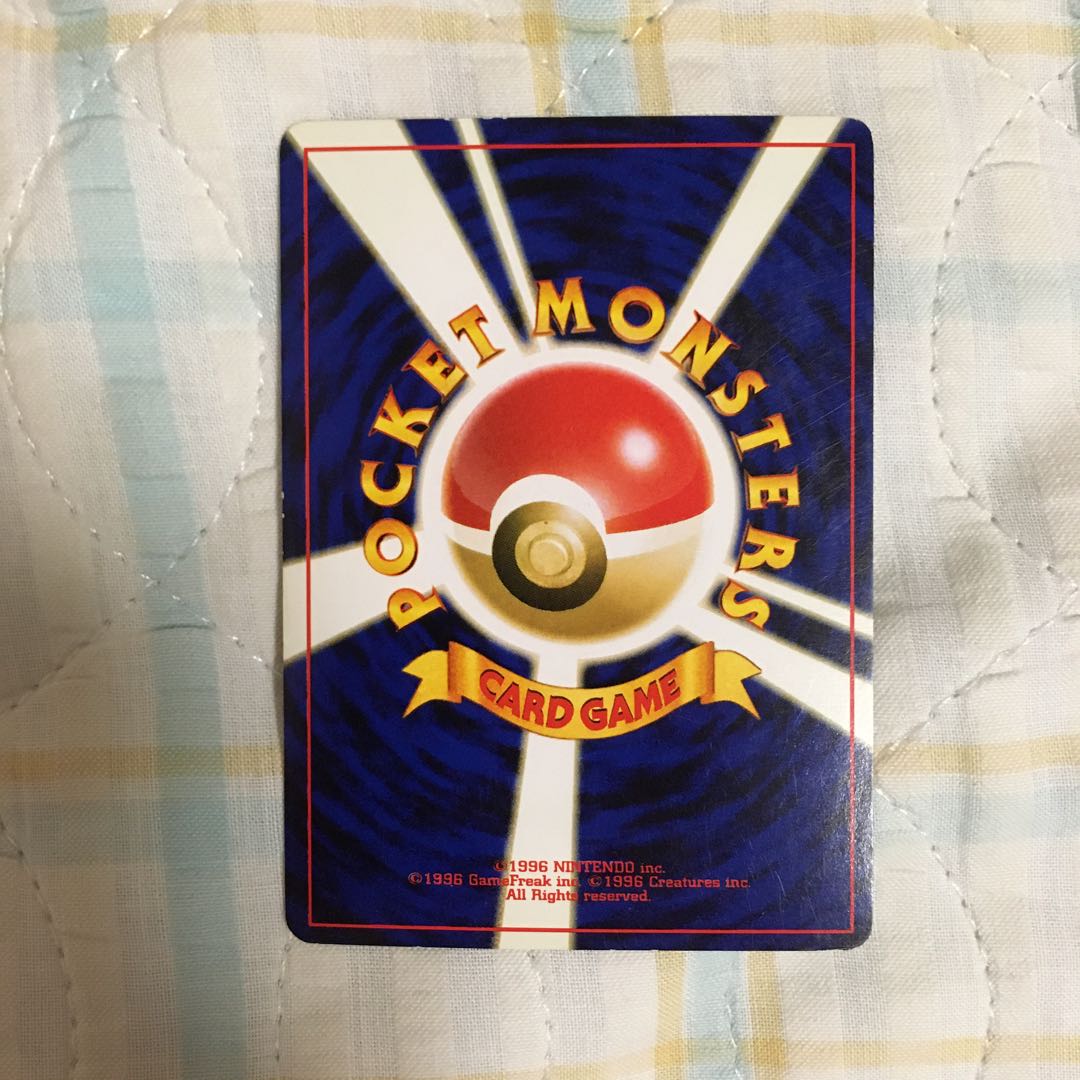 POCKET MONSTERS
CARD GAME
©1996 NINTENDO inc.
©1996 GameFreak inc. ©1996 Creatures inc.
All Rights reserved.